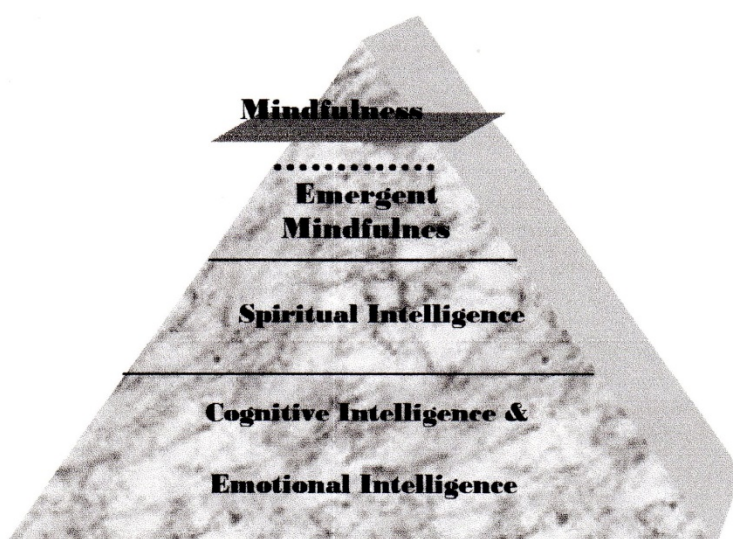 Mindfulness
Emergent
Mindfulnes
Spiritual Intelligence
Cognitive Intelligence &
Emotional Intelligence